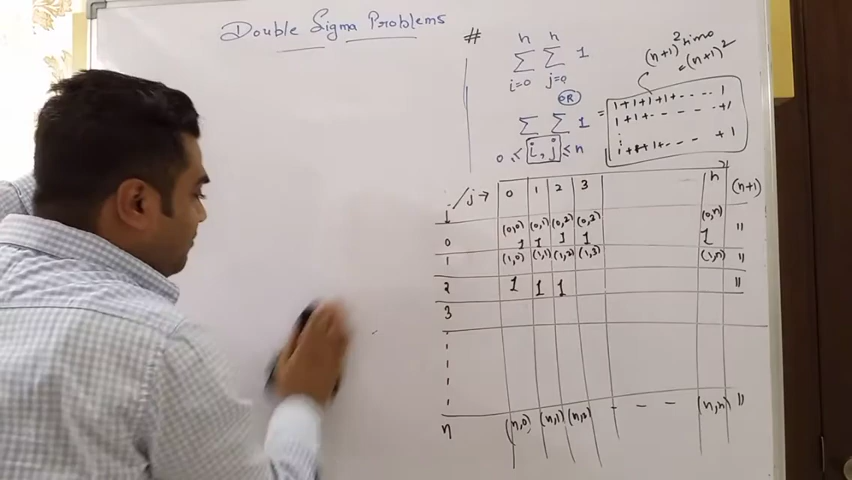 Double Sigma Problems
#
n n
Σ Σ 1
i=0 j=0
OR
Σ Σ 1 =
0 ≤ i,j ≤ n
(n+1)² times
= (n+1)²
1+1+1+1+ - - - - 1
1+1+ - - - - - +1
⋮
1+1+1+ - - - +1
i / j → 0 1 2 3 n (n+1)
0 (0,0) (0,1) (0,2) (0,3) (0,n) "
1 1 1 1 1
1 (1,0) (1,1) (1,2) (1,3) (1,n) "
2 1 1 1 "
3
n (n,0) (n,1) (n,0) - - - (n,n) "